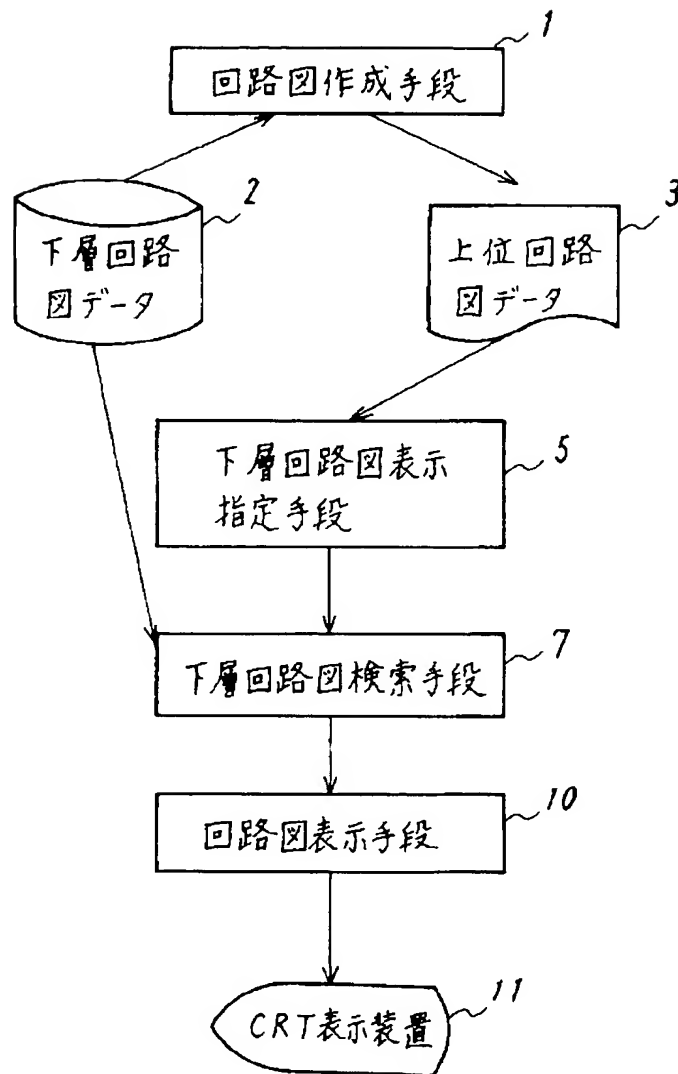 1
回路図作成手段
2
下層回路
図データ
3
上位回路
図データ
5
下層回路図表示
指定手段
7
下層回路図検索手段
10
回路図表示手段
11
CRT表示装置